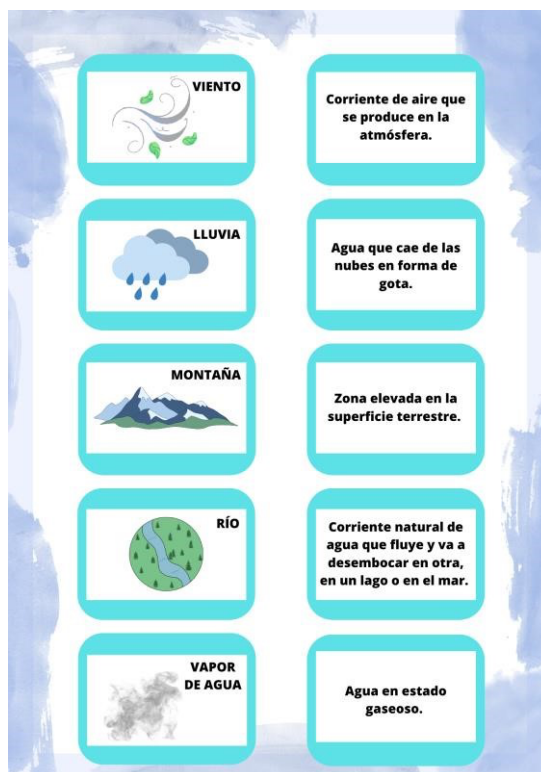 VIENTO
Corriente de aire que
se produce en la
atmósfera.
LLUVIA
Agua que cae de las
nubes en forma de
gota.
MONTAÑA
Zona elevada en la
superficie terrestre.
RÍO
Corriente natural de
agua que fluye y va a
desembocar en otra,
en un lago o en el mar.
VAPOR
DE AGUA
Agua en estado
gaseoso.